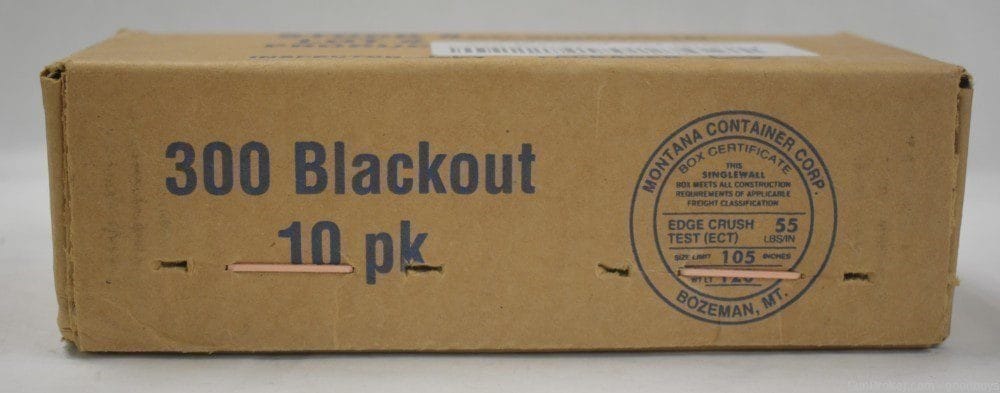 300 Blackout
10 pk
MONTANA CONTAINER CORP.
BOX CERTIFICATE
THIS
SINGLEWALL
BOX MEETS ALL CONSTRUCTION
REQUIREMENTS OF APPLICABLE
FREIGHT CLASSIFICATION
EDGE CRUSH 55
TEST (ECT) LBS/IN
SIZE LIMIT 105 INCHES
BOZEMAN, MT.